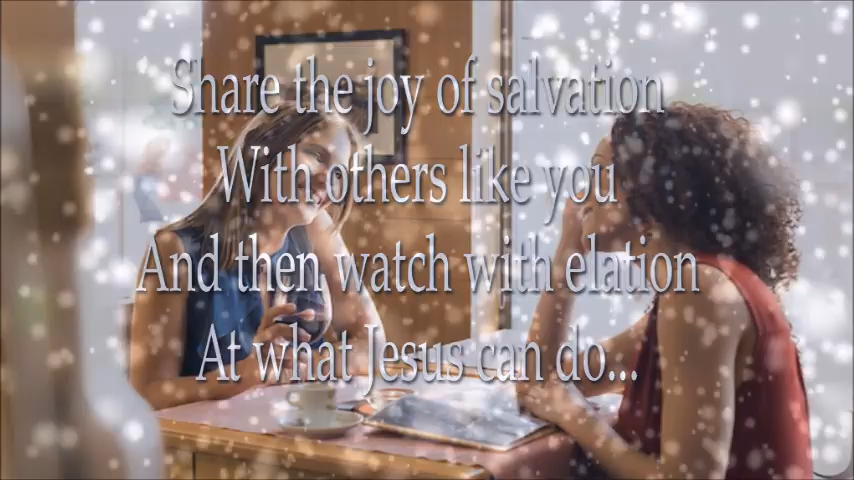 Share the joy of salvation
With others like you
And then watch with elation
At what Jesus can do...